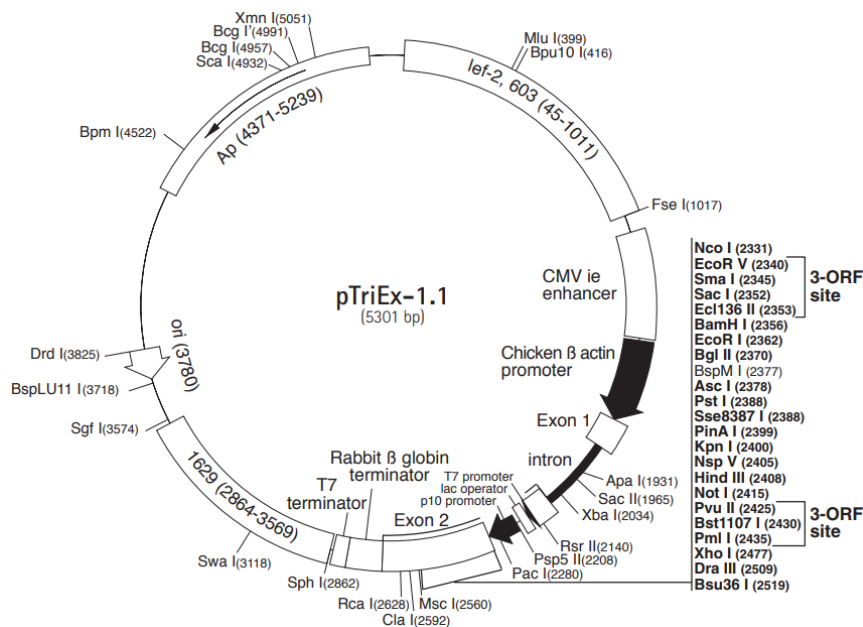 Xmn I(5051)
Bcg I'(4991)
Bcg I(4957)
Sca I(4932)
Bpm I(4522)
Ap (4371-5239)
Mlu I(399)
Bpu10 I(416)
lef-2, 603 (45-1011)
Fse I(1017)
CMV ie
enhancer
pTriEx-1.1
(5301 bp)
Chicken ß actin
promoter
Exon 1
intron
Apa I(1931)
Sac II(1965)
Xba I(2034)
Rsr II(2140)
Psp5 II(2208)
Pac I(2280)
T7 promoter
lac operator
p10 promoter
Exon 2
Rabbit ß globin
terminator
T7
terminator
Msc I(2560)
Cla I(2592)
Rca I(2628)
Sph I(2862)
1629 (2864-3569)
Swa I(3118)
Sgf I(3574)
BspLU11 I(3718)
Drd I(3825)
ori (3780)
Nco I (2331)
EcoR V (2340)
Sma I (2345)
Sac I (2352)
Ecl136 II (2353)
3-ORF
site
BamH I (2356)
EcoR I (2362)
Bgl II (2370)
BspM I (2377)
Asc I (2378)
Pst I (2388)
Sse8387 I (2388)
PinA I (2399)
Kpn I (2400)
Nsp V (2405)
Hind III (2408)
Not I (2415)
Pvu II (2425)
Bst1107 I (2430)
Pml I (2435)
3-ORF
site
Xho I (2477)
Dra III (2509)
Bsu36 I (2519)